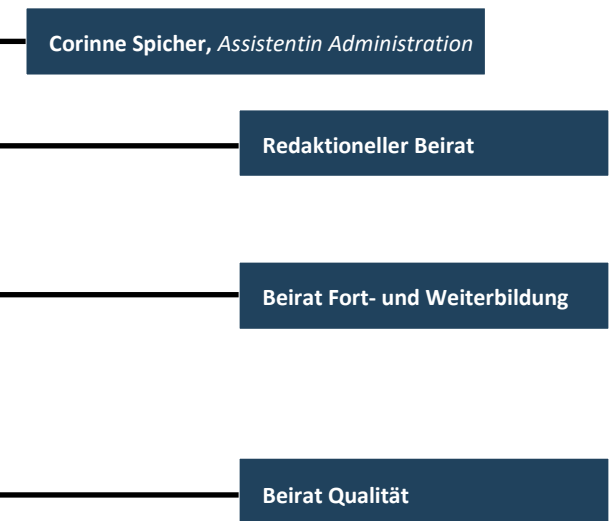 Corinne Spicher, Assistentin Administration
Redaktioneller Beirat
Beirat Fort- und Weiterbildung
Beirat Qualität